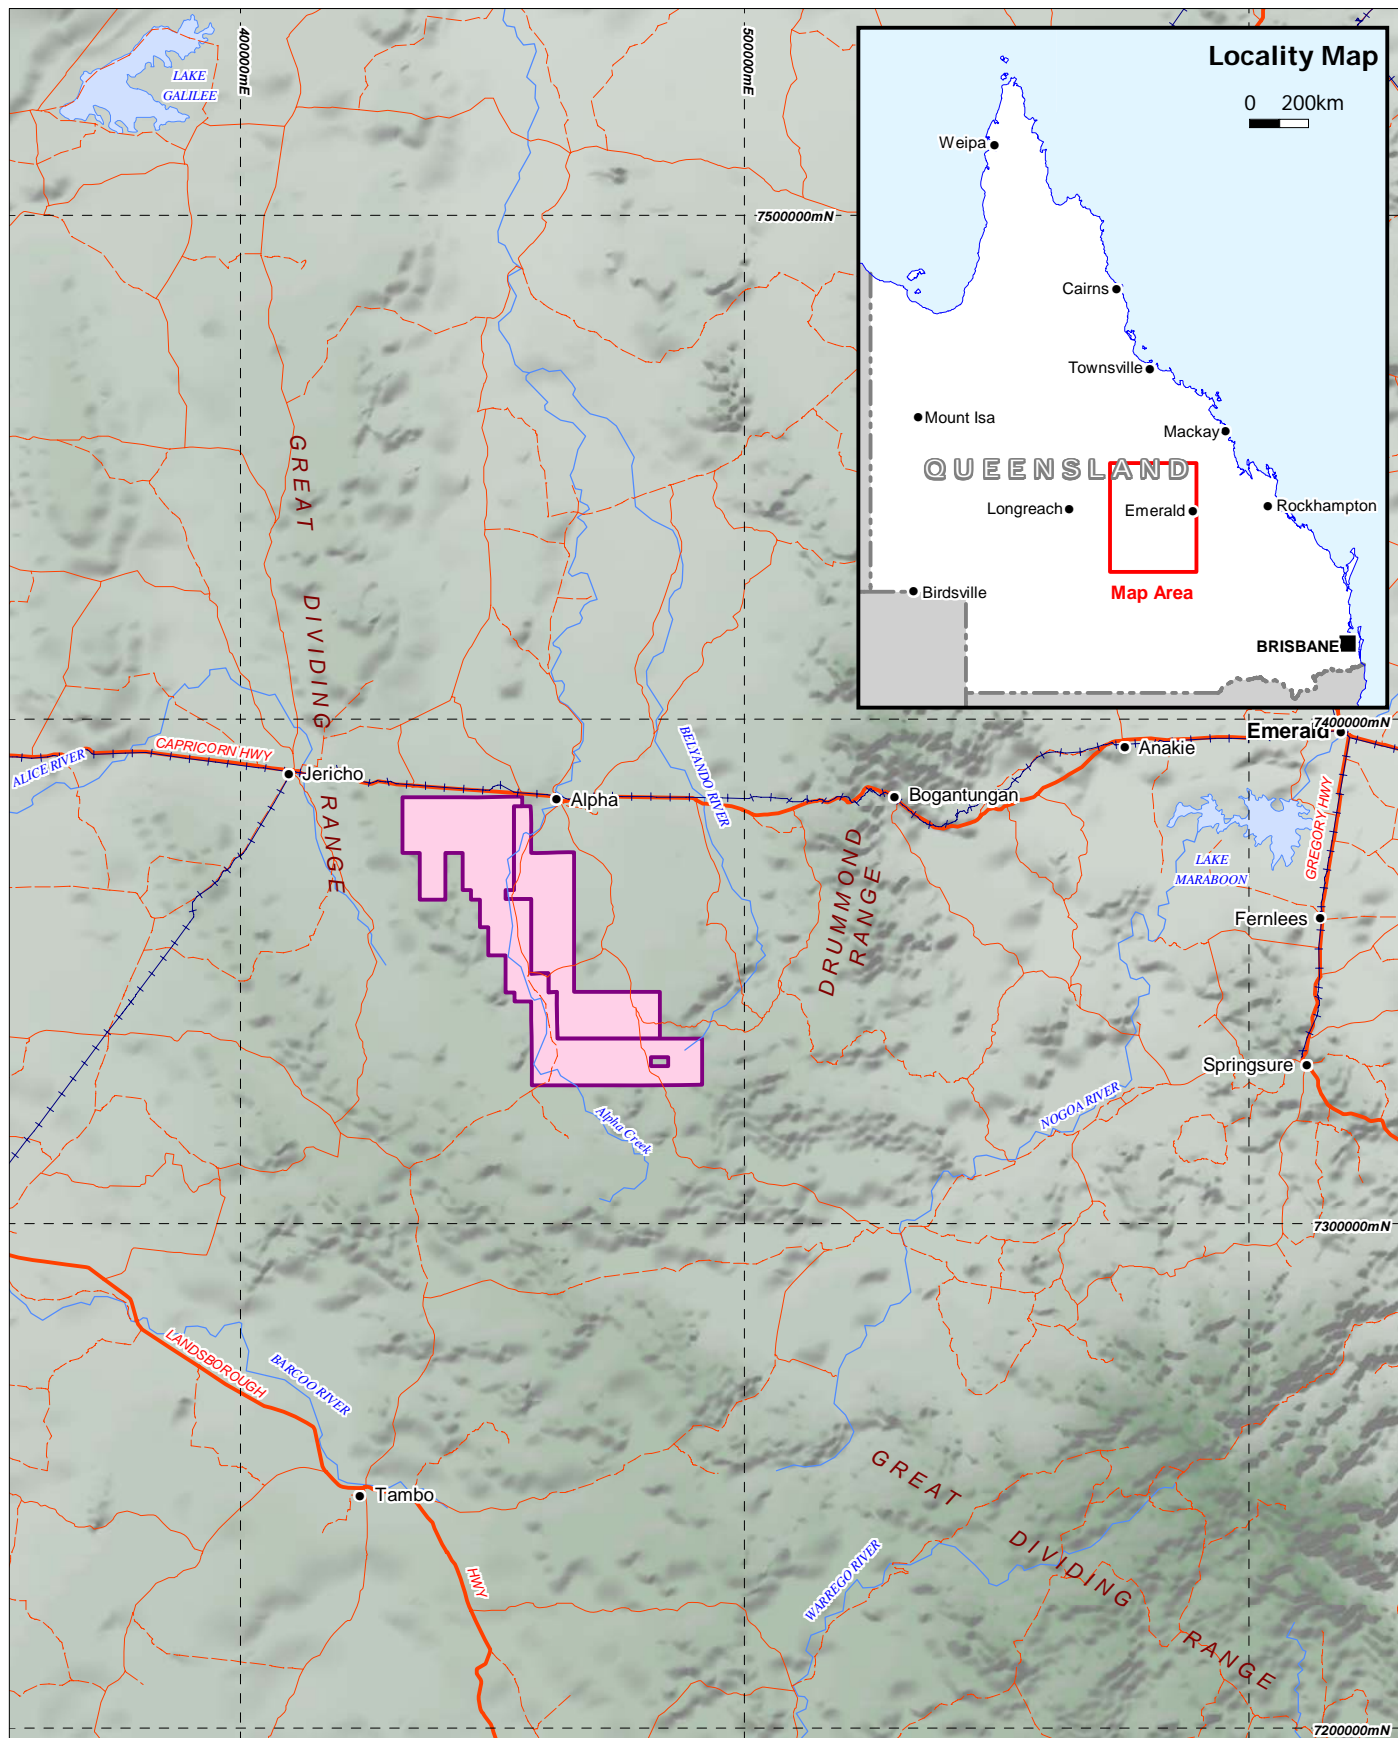 LAKE
GALILEE
400000mE
500000mE
7500000mN
Locality Map
0 200km
Weipa
Cairns
Townsville
Mount Isa
Mackay
QUEENSLAND
Longreach
Emerald
Rockhampton
Birdsville
Map Area
BRISBANE
GREAT
DIVIDING
RANGE
7400000mN
Emerald
Anakie
CAPRICORN HWY
ALICE RIVER
Jericho
Alpha
BELYANDO RIVER
Bogantungan
GREGORY HWY
DRUMMOND
RANGE
LAKE
MARABOON
Fernlees
Springsure
NOGOA RIVER
Alpha Creek
7300000mN
LANDSBOROUGH
BARCOO RIVER
Tambo
HWY
GREAT
DIVIDING
RANGE
WARREGO RIVER
7200000mN